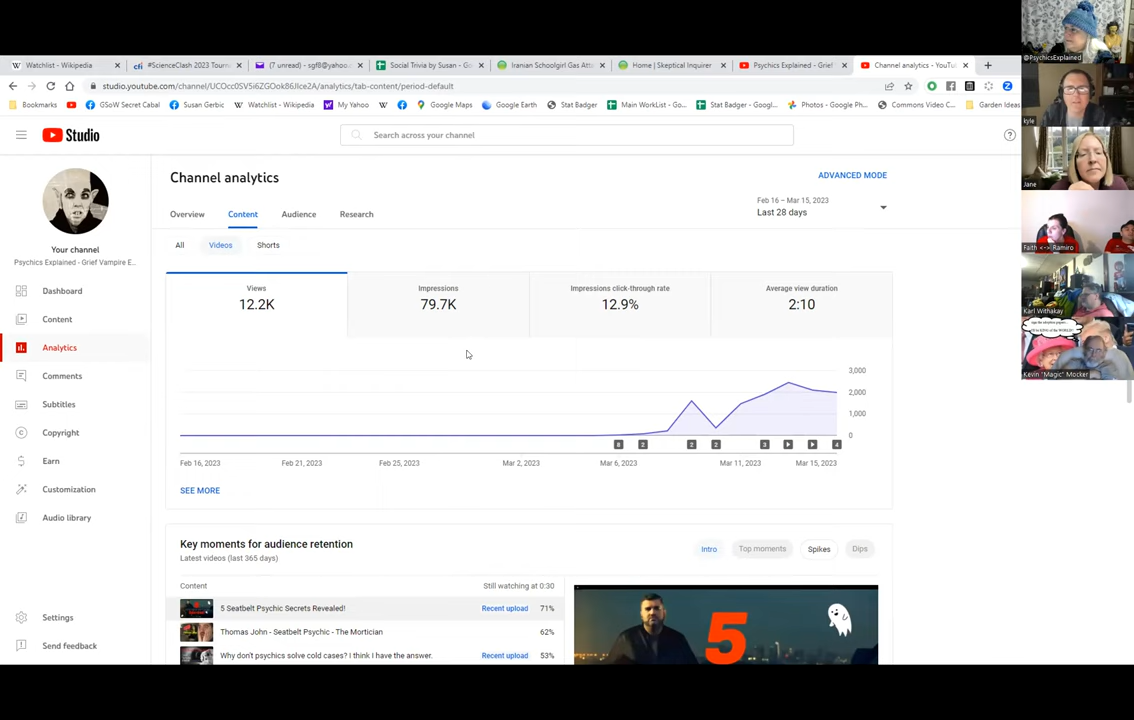 Watchlist - Wikipedia
#ScienceClash 2023 Tourn
(7 unread) - sgf8@yahoo.
Social Trivia by Susan - G
Iranian Schoolgirl Gas Atta
Home | Skeptical Inquirer
Psychics Explained - Grief
Channel analytics - YouTu
studio.youtube.com/channel/UCOcc0SV5i6ZGOok86JIce2A/analytics/tab-content/period-default
Bookmarks
GSoW Secret Cabal
Susan Gerbic
Watchlist - Wikipedia
My Yahoo
Google Maps
Google Earth
Stat Badger
Main WorkList - Go...
Stat Badger - Googl...
Photos - Google Ph...
Commons Video C...
Garden Ideas
Studio
Search across your channel
Your channel
Psychics Explained - Grief Vampire E...
Dashboard
Content
Analytics
Comments
Subtitles
Copyright
Earn
Customization
Audio library
Settings
Send feedback
Channel analytics
ADVANCED MODE
Overview
Content
Audience
Research
Feb 16 – Mar 15, 2023
Last 28 days
All
Videos
Shorts
Views
12.2K
Impressions
79.7K
Impressions click-through rate
12.9%
Average view duration
2:10
3,000
2,000
1,000
0
8 2 2 2 3 4
Feb 16, 2023 Feb 21, 2023 Feb 25, 2023 Mar 2, 2023 Mar 6, 2023 Mar 11, 2023 Mar 15, 2023
SEE MORE
Key moments for audience retention
Latest videos (last 365 days)
Intro
Top moments
Spikes
Dips
Content Still watching at 0:30
5 Seatbelt Psychic Secrets Revealed! Recent upload 71%
Thomas John - Seatbelt Psychic - The Mortician 62%
Why don't psychics solve cold cases? I think i have the answer. Recent upload 53%
5
@PsychicsExplained
kyle
Jane
Faith <-> Ramiro
Karl Withakay
Kevin "Magic" Mocker